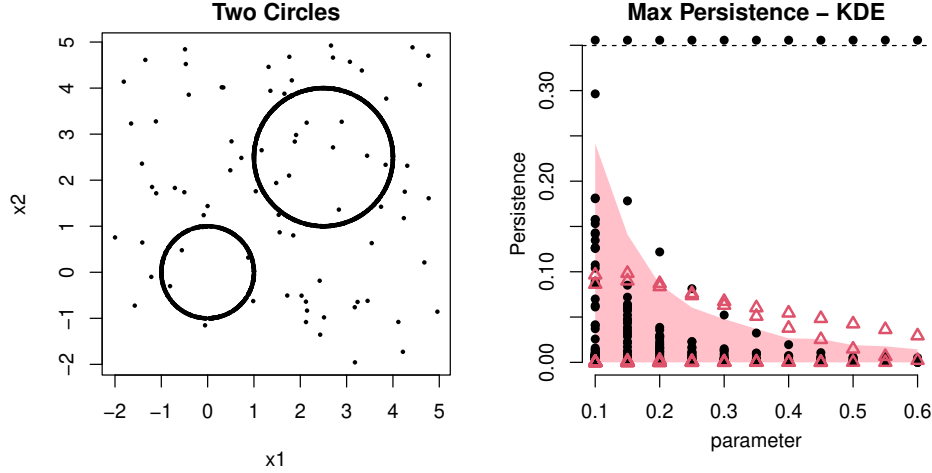 Two Circles
x2
5
4
3
2
1
0
−1
−2
−2 −1 0 1 2 3 4 5
x1
Max Persistence − KDE
Persistence
0.30
0.20
0.10
0.00
0.1 0.2 0.3 0.4 0.5 0.6
parameter